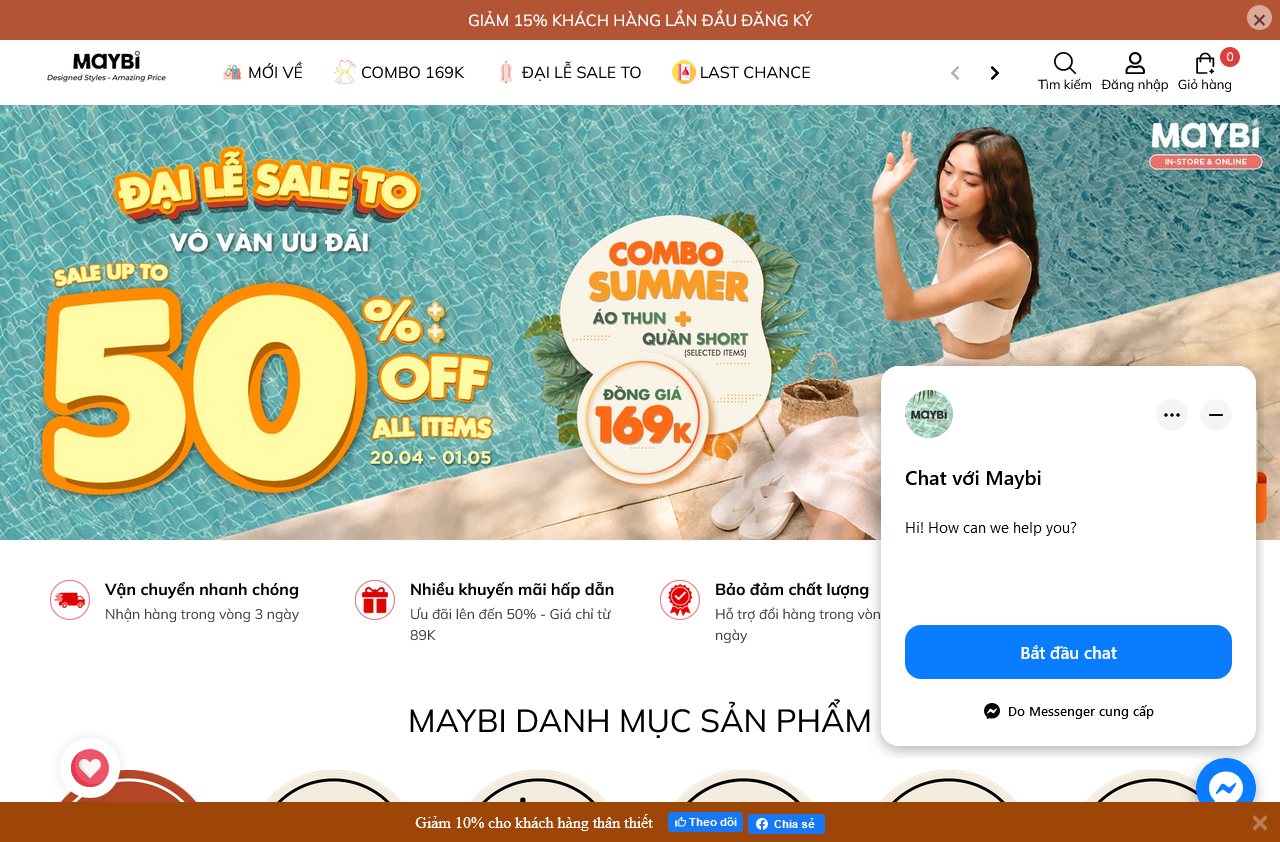 GIẢM 15% KHÁCH HÀNG LẦN ĐẦU ĐĂNG KÝ
MAYBI
Designed Styles - Amazing Price
MỚI VỀ
COMBO 169K
ĐẠI LỄ SALE TO
LAST CHANCE
Tìm kiếm
Đăng nhập
0
Giỏ hàng
MAYBI
IN-STORE & ONLINE
ĐẠI LỄ SALE TO
VÔ VÀN ƯU ĐÃI
SALE UP TO
50%++
OFF
ALL ITEMS
20.04 - 01.05
COMBO
SUMMER
ÁO THUN +
QUẦN SHORT
(SELECTED ITEMS)
ĐỒNG GIÁ
169K
MAYBI
Chat với Maybi
Hi! How can we help you?
Bắt đầu chat
Do Messenger cung cấp
Vận chuyển nhanh chóng
Nhận hàng trong vòng 3 ngày
Nhiều khuyến mãi hấp dẫn
Ưu đãi lên đến 50% - Giá chỉ từ
89K
Bảo đảm chất lượng
Hỗ trợ đổi hàng trong
ngày
MAYBI DANH MỤC SẢN PHẨM
Giảm 10% cho khách hàng thân thiết
Theo dõi
Chia sẻ